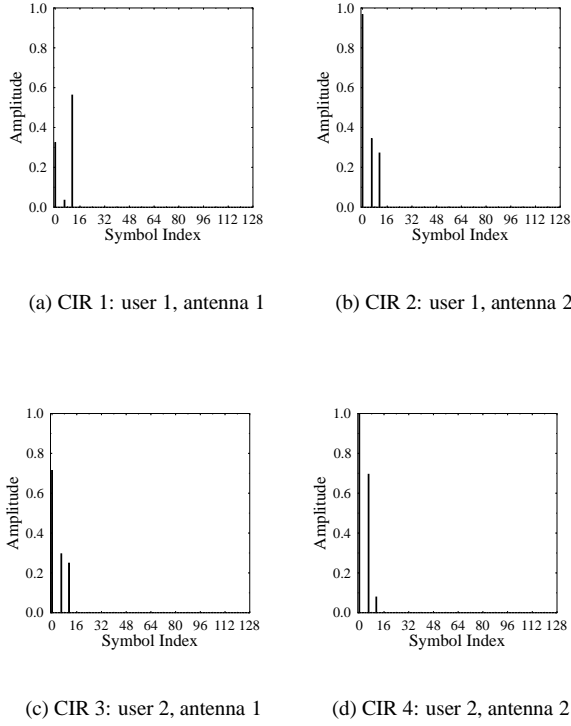 1.0 1.0
0.8 0.8
0.6 0.6
0.4 0.4
0.2 0.2
0.0 0.0
Amplitude Amplitude
0 16 32 48 64 80 96 112 128 0 16 32 48 64 80 96 112 128
Symbol Index Symbol Index
(a) CIR 1: user 1, antenna 1 (b) CIR 2: user 1, antenna 2
1.0 1.0
0.8 0.8
0.6 0.6
0.4 0.4
0.2 0.2
0.0 0.0
Amplitude Amplitude
0 16 32 48 64 80 96 112 128 0 16 32 48 64 80 96 112 128
Symbol Index Symbol Index
(c) CIR 3: user 2, antenna 1 (d) CIR 4: user 2, antenna 2